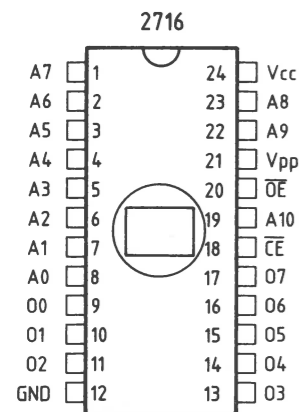 2716
A7 1 24 Vcc
A6 2 23 A8
A5 3 22 A9
A4 4 21 Vpp
A3 5 20 O̅E̅
A2 6 19 A10
A1 7 18 C̅E̅
A0 8 17 O7
O0 9 16 O6
O1 10 15 O5
O2 11 14 O4
GND 12 13 O3